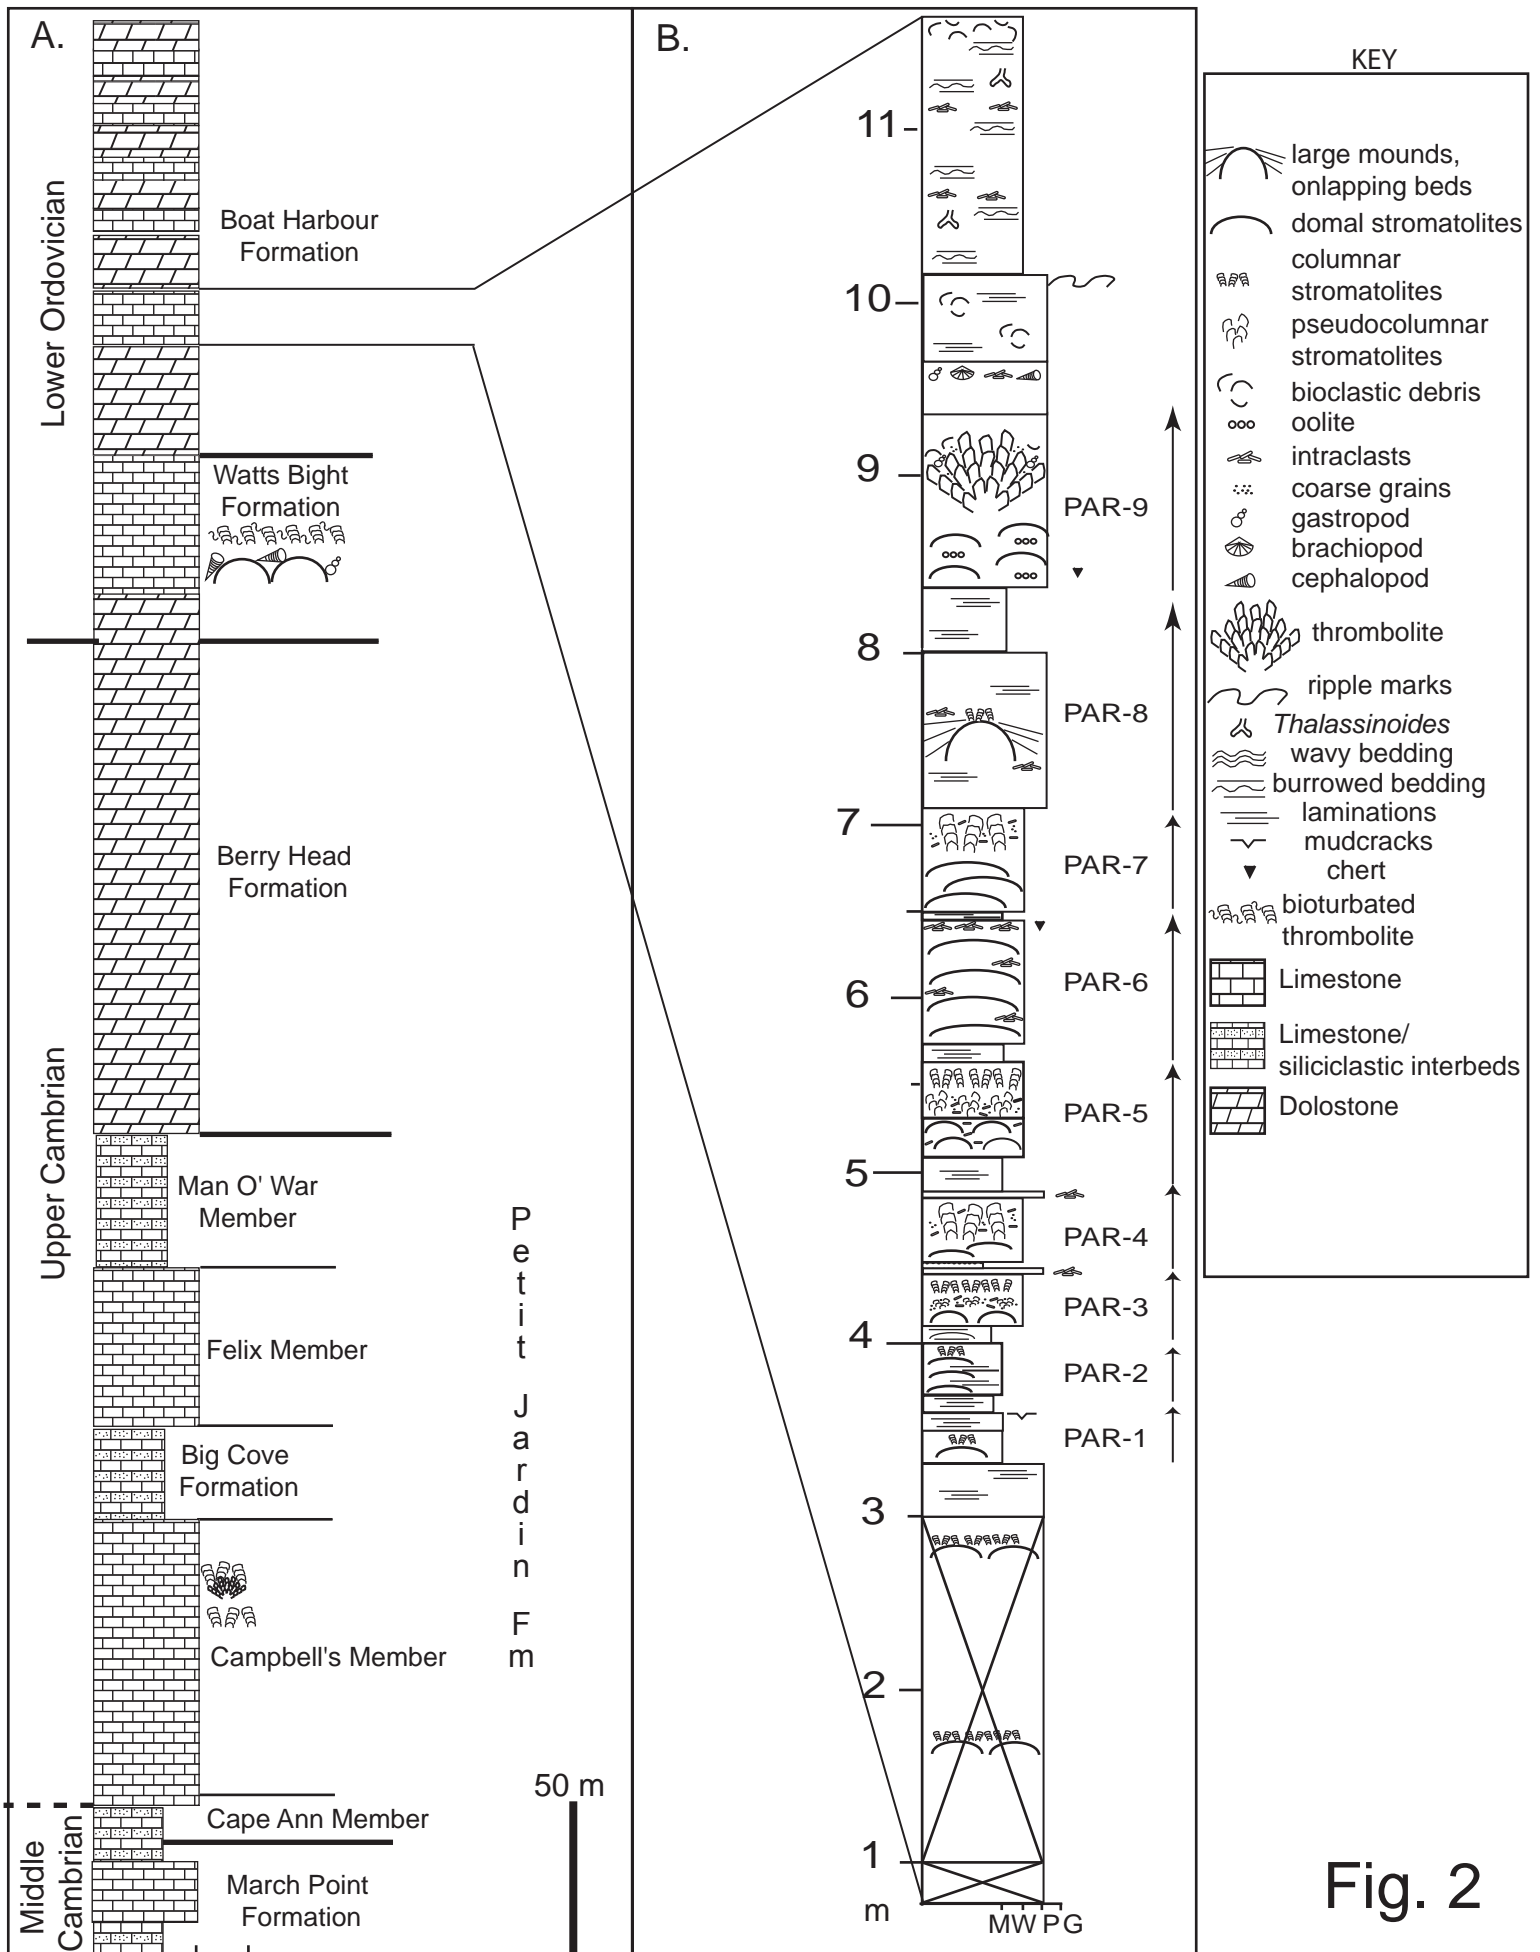 A.
Lower Ordovician
Upper Cambrian
Middle
Cambrian
Boat Harbour
Formation
Watts Bight
Formation
Berry Head
Formation
Man O' War
Member
Felix Member
Big Cove
Formation
Campbell's Member
Cape Ann Member
March Point
Formation
Petit Jardin Fm
50 m
B.
11
10
9
8
7
6
5
4
3
2
1
m
M W P G
PAR-9
PAR-8
PAR-7
PAR-6
PAR-5
PAR-4
PAR-3
PAR-2
PAR-1
KEY
large mounds,
onlapping beds
domal stromatolites
columnar
stromatolites
pseudocolumnar
stromatolites
bioclastic debris
oolite
intraclasts
coarse grains
gastropod
brachiopod
cephalopod
thrombolite
ripple marks
Thalassinoides
wavy bedding
burrowed bedding
laminations
mudcracks
chert
bioturbated
thrombolite
Limestone
Limestone/
siliciclastic interbeds
Dolostone
Fig. 2